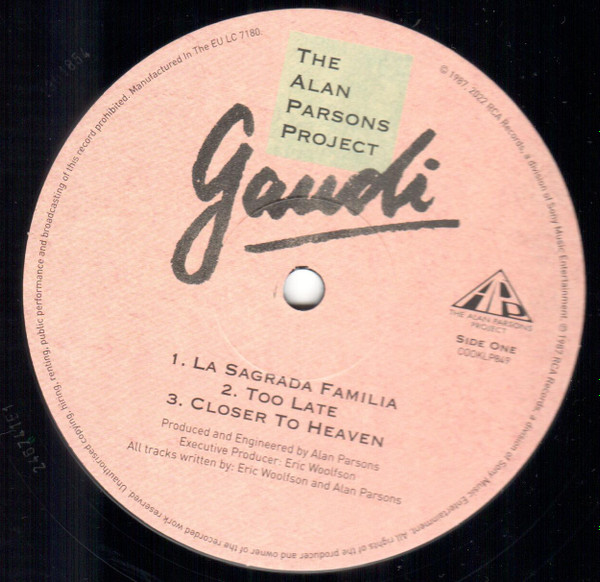 THE
ALAN
PARSONS
PROJECT
Gaudi
APP
THE ALAN PARSONS
PROJECT
SIDE ONE
COOKLP849
1. LA SAGRADA FAMILIA
2. TOO LATE
3. CLOSER TO HEAVEN
Produced and Engineered by Alan Parsons
Executive Producer: Eric Woolfson
All tracks written by: Eric Woolfson and Alan Parsons
℗ 1987, 2022 RCA Records, a division of Sony Music Entertainment. © 1987 RCA Records, a division of Sony Music Entertainment. All rights of the producer and owner of the recorded work reserved. Unauthorised copying, hiring, renting, public performance and broadcasting of this record prohibited. Manufactured In The EU LC 7180.